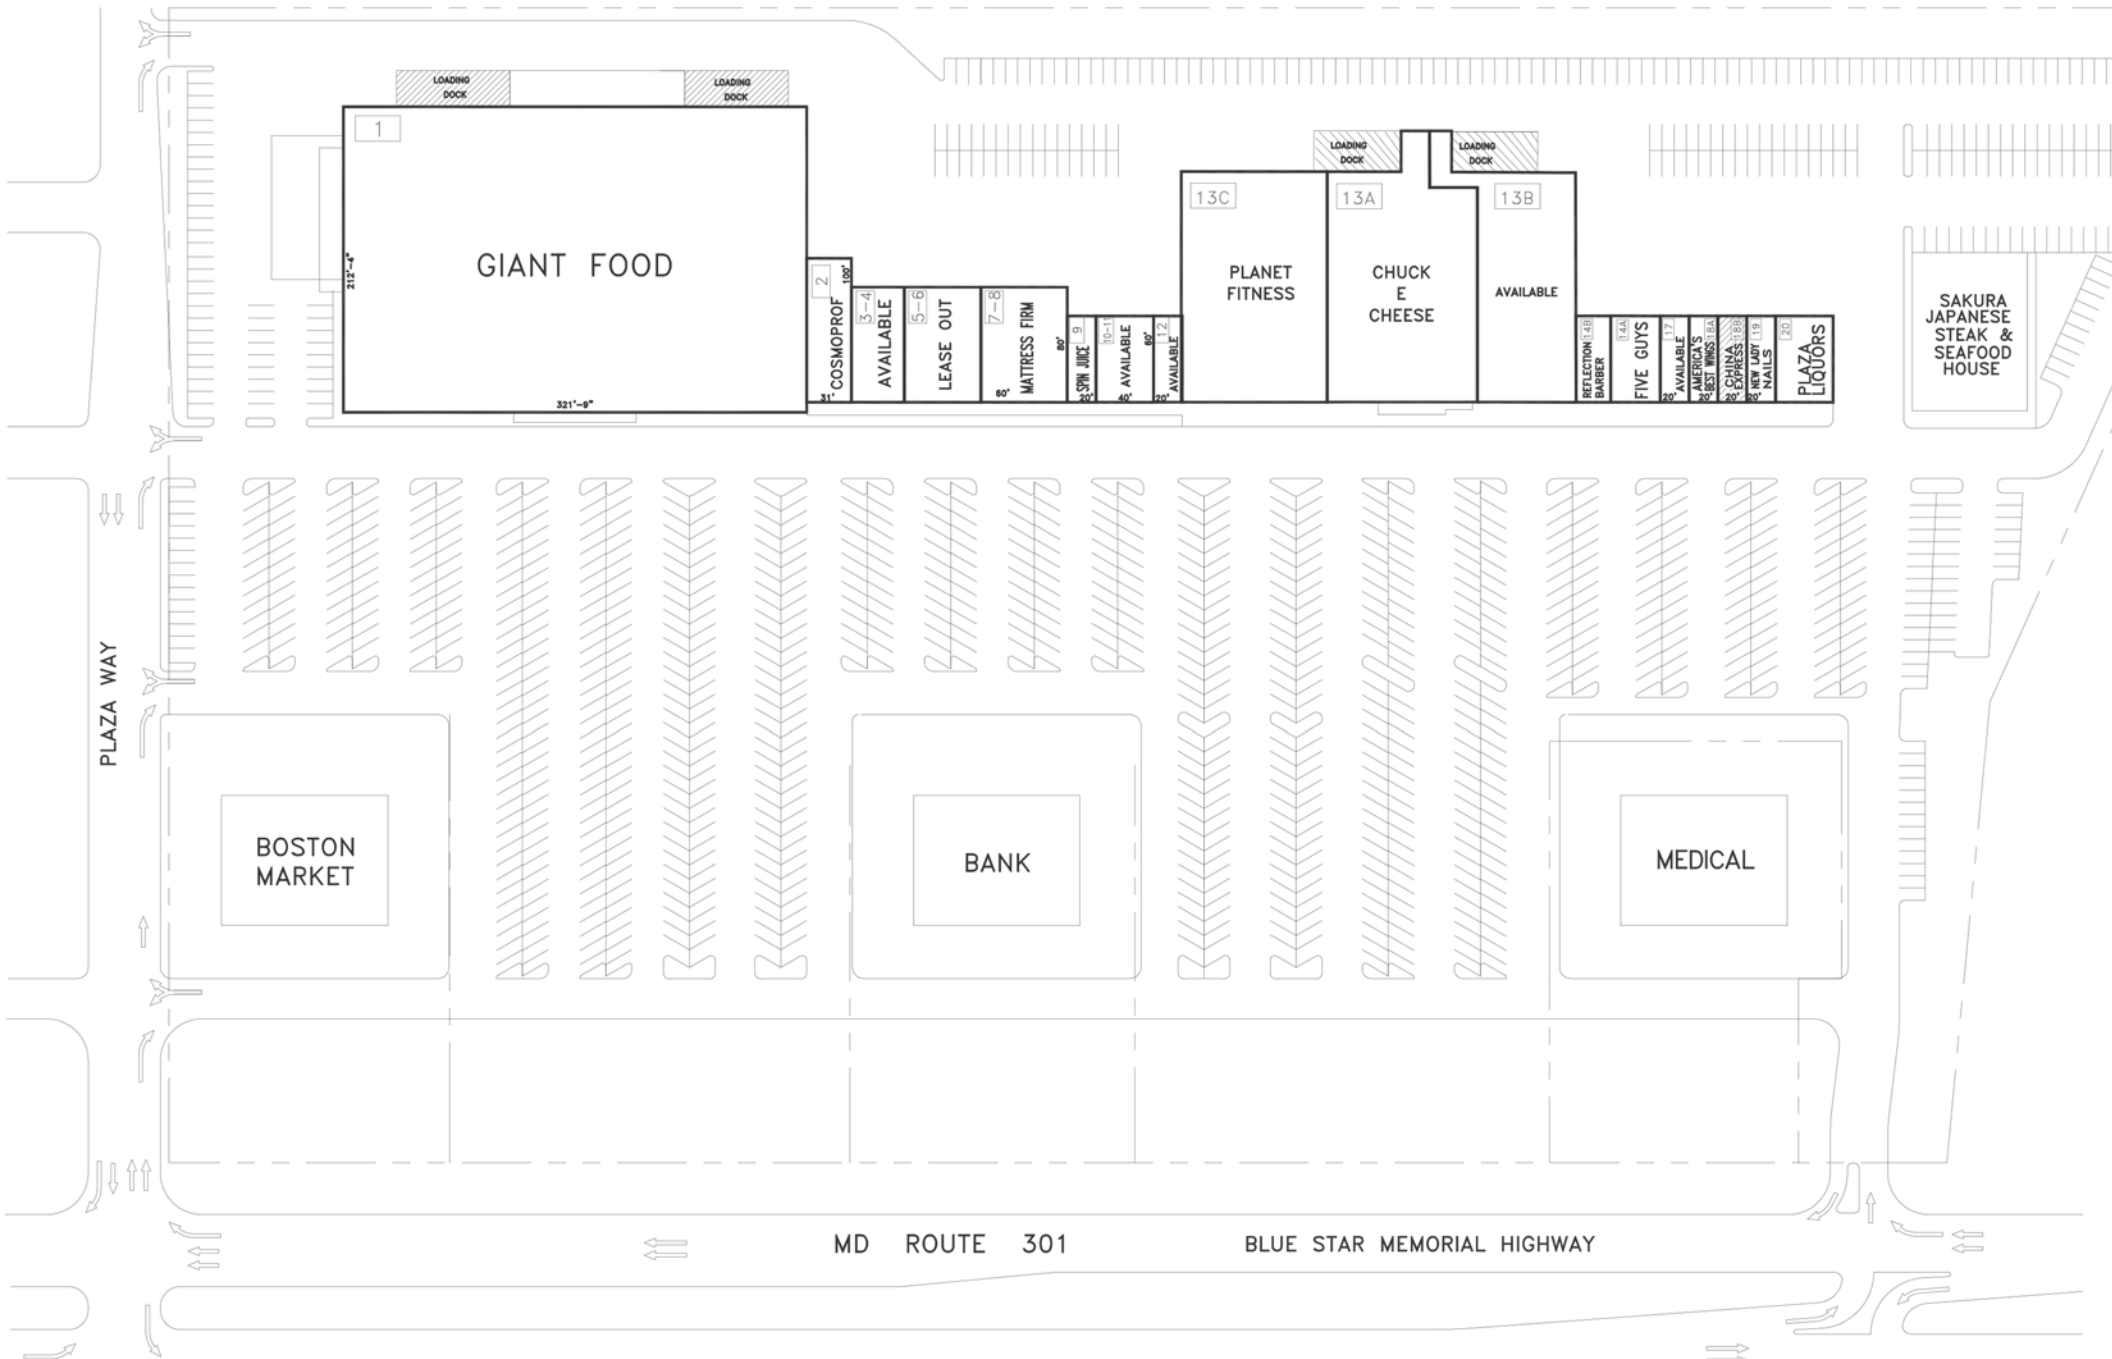 LOADING
DOCK
LOADING
DOCK
1
GIANT FOOD
212'-4"
321'-9"
2
100'
COSMOPROF
31'
3-4
AVAILABLE
5-6
LEASE OUT
7-8
MATTRESS FIRM
80'
60'
9
SPIN JUICE
20'
10-11
AVAILABLE
60'
40'
12
AVAILABLE
20'
13C
PLANET
FITNESS
LOADING
DOCK
13A
CHUCK
E
CHEESE
LOADING
DOCK
13B
AVAILABLE
14B
REFLECTION
BARBER
14A
FIVE GUYS
17
AVAILABLE
20'
18A
AMERICA'S
BEST WINGS
20'
18B
CHINA
EXPRESS
20'
19
NEW LADY
NAILS
20'
20
PLAZA
LIQUORS
SAKURA
JAPANESE
STEAK &
SEAFOOD
HOUSE
PLAZA WAY
BOSTON
MARKET
BANK
MEDICAL
MD ROUTE 301
BLUE STAR MEMORIAL HIGHWAY